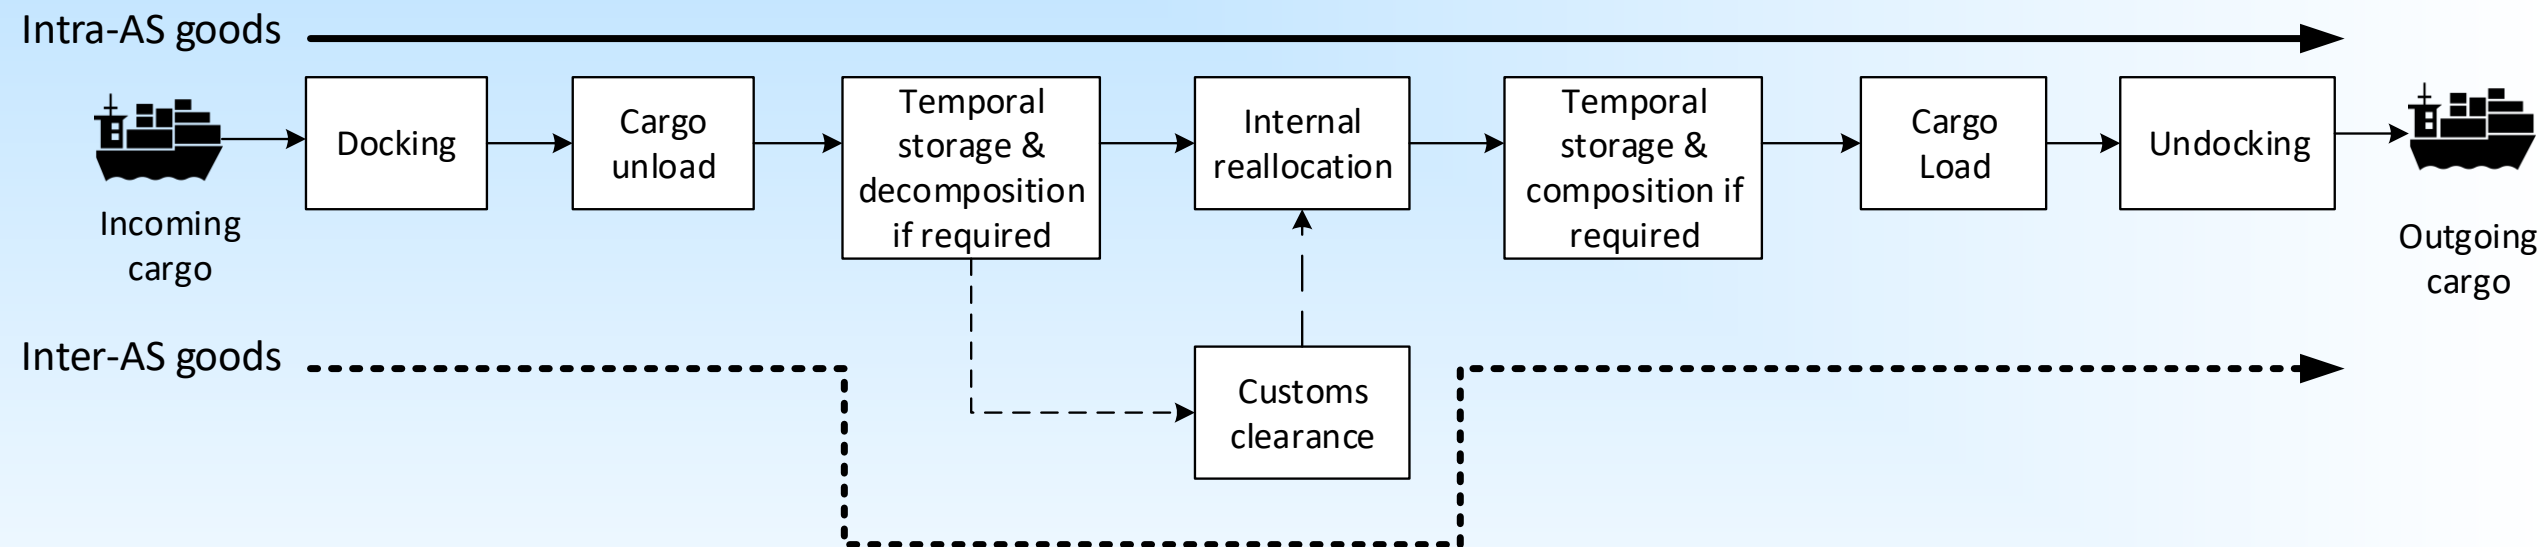 Intra-AS goods
Incoming
cargo
Docking
Cargo
unload
Temporal
storage &
decomposition
if required
Internal
reallocation
Temporal
storage &
composition if
required
Cargo
Load
Undocking
Outgoing
cargo
Inter-AS goods
Customs
clearance